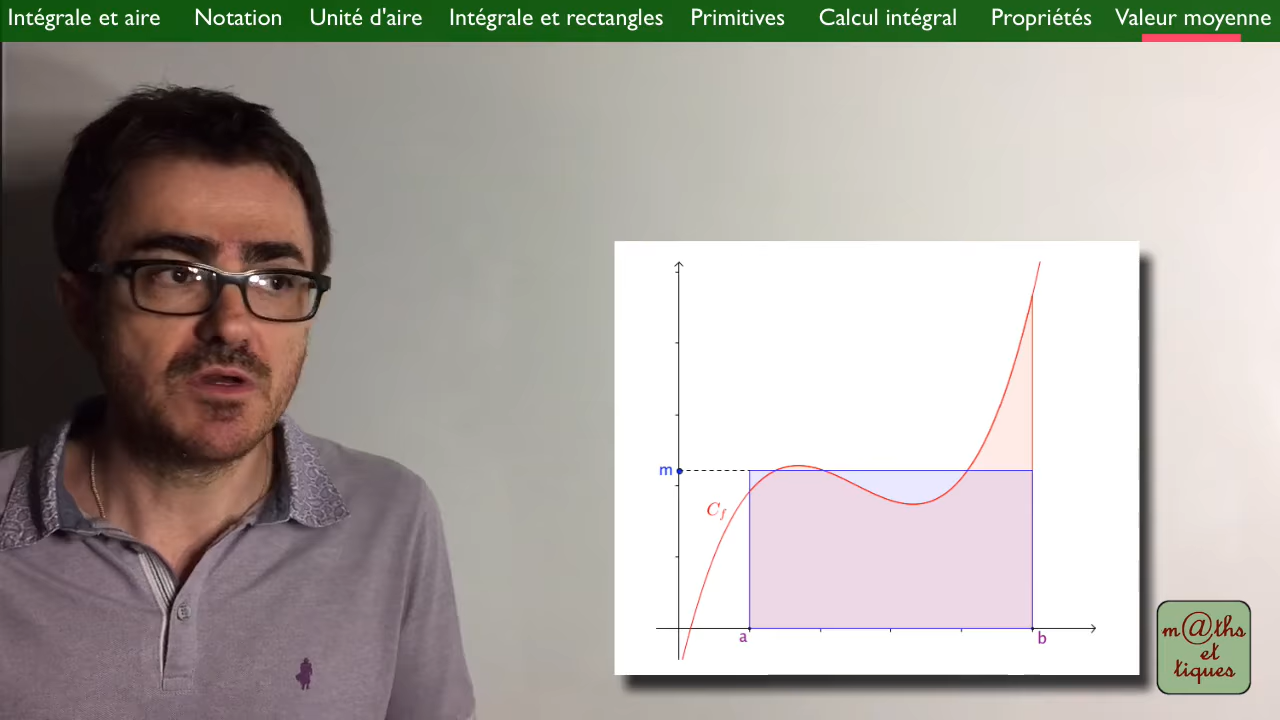 Intégrale et aire Notation Unité d'aire Intégrale et rectangles Primitives Calcul intégral Propriétés Valeur moyenne
m
C_f
a b
m@ths
et
tiques